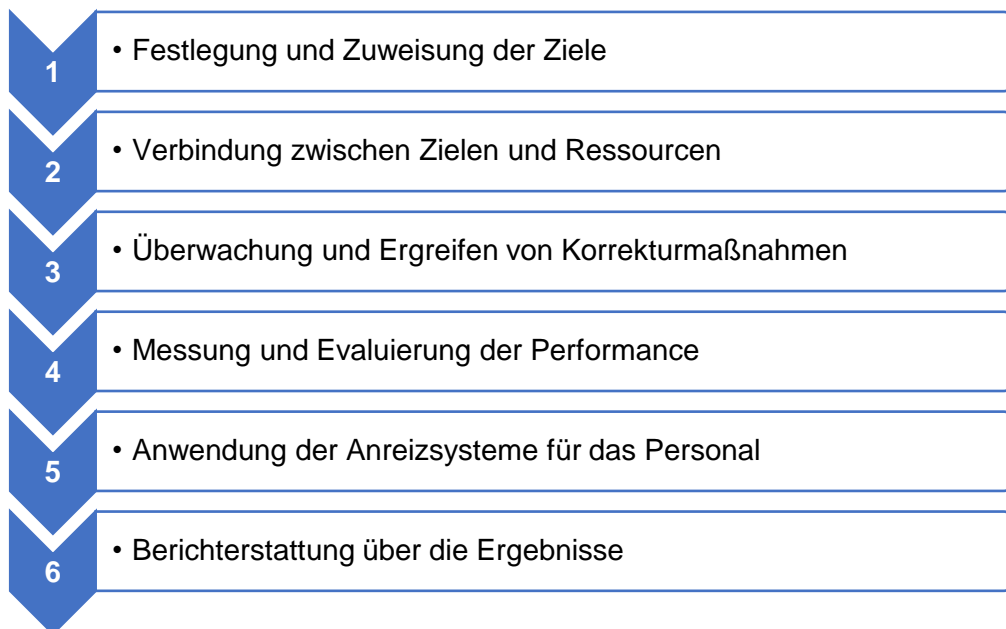 1
• Festlegung und Zuweisung der Ziele
2
• Verbindung zwischen Zielen und Ressourcen
3
• Überwachung und Ergreifen von Korrekturmaßnahmen
4
• Messung und Evaluierung der Performance
5
• Anwendung der Anreizsysteme für das Personal
6
• Berichterstattung über die Ergebnisse